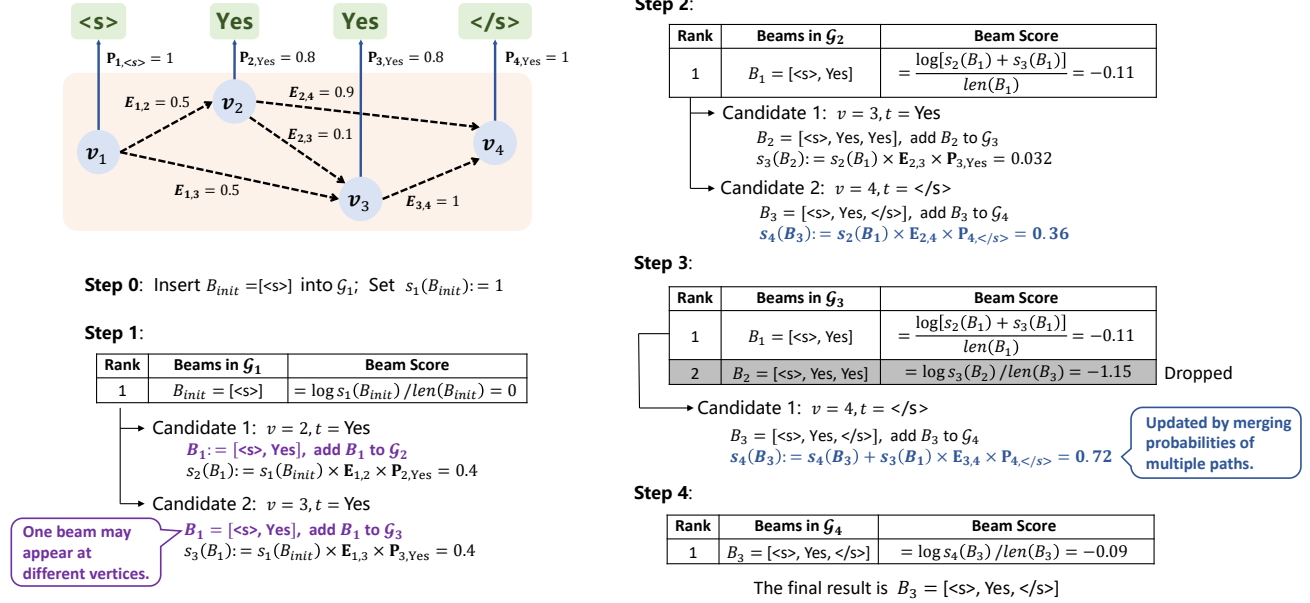 <s> Yes Yes </s>
P₁,<s> = 1 P₂,Yes = 0.8 P₃,Yes = 0.8 P₄,Yes = 1
E₁,₂ = 0.5 v₂ E₂,₄ = 0.9
E₂,₃ = 0.1
v₁ v₄
E₁,₃ = 0.5 v₃ E₃,₄ = 1
Step 0: Insert B_init =[<s>] into 𝒢₁; Set s₁(B_init):= 1
Step 1:
Rank Beams in 𝒢₁ Beam Score
1 B_init = [<s>] = log s₁(B_init) /len(B_init) = 0
Candidate 1: v = 2, t = Yes
B₁:= [<s>, Yes], add B₁ to 𝒢₂
s₂(B₁):= s₁(B_init) × E₁,₂ × P₂,Yes = 0.4
Candidate 2: v = 3, t = Yes
B₁ = [<s>, Yes], add B₁ to 𝒢₃
s₃(B₁):= s₁(B_init) × E₁,₃ × P₃,Yes = 0.4
One beam may
appear at
different vertices.
Step 2:
Rank Beams in 𝒢₂ Beam Score
1 B₁ = [<s>, Yes] = log[s₂(B₁) + s₃(B₁)] / len(B₁) = −0.11
Candidate 1: v = 3, t = Yes
B₂ = [<s>, Yes, Yes], add B₂ to 𝒢₃
s₃(B₂):= s₂(B₁) × E₂,₃ × P₃,Yes = 0.032
Candidate 2: v = 4, t = </s>
B₃ = [<s>, Yes, </s>], add B₃ to 𝒢₄
s₄(B₃):= s₂(B₁) × E₂,₄ × P₄,</s> = 0.36
Step 3:
Rank Beams in 𝒢₃ Beam Score
1 B₁ = [<s>, Yes] = log[s₂(B₁) + s₃(B₁)] / len(B₁) = −0.11
2 B₂ = [<s>, Yes, Yes] = log s₃(B₂) /len(B₃) = −1.15 Dropped
Candidate 1: v = 4, t = </s>
B₃ = [<s>, Yes, </s>], add B₃ to 𝒢₄
s₄(B₃):= s₄(B₃) + s₃(B₁) × E₃,₄ × P₄,</s> = 0.72
Updated by merging
probabilities of
multiple paths.
Step 4:
Rank Beams in 𝒢₄ Beam Score
1 B₃ = [<s>, Yes, </s>] = log s₄(B₃) /len(B₃) = −0.09
The final result is B₃ = [<s>, Yes, </s>]